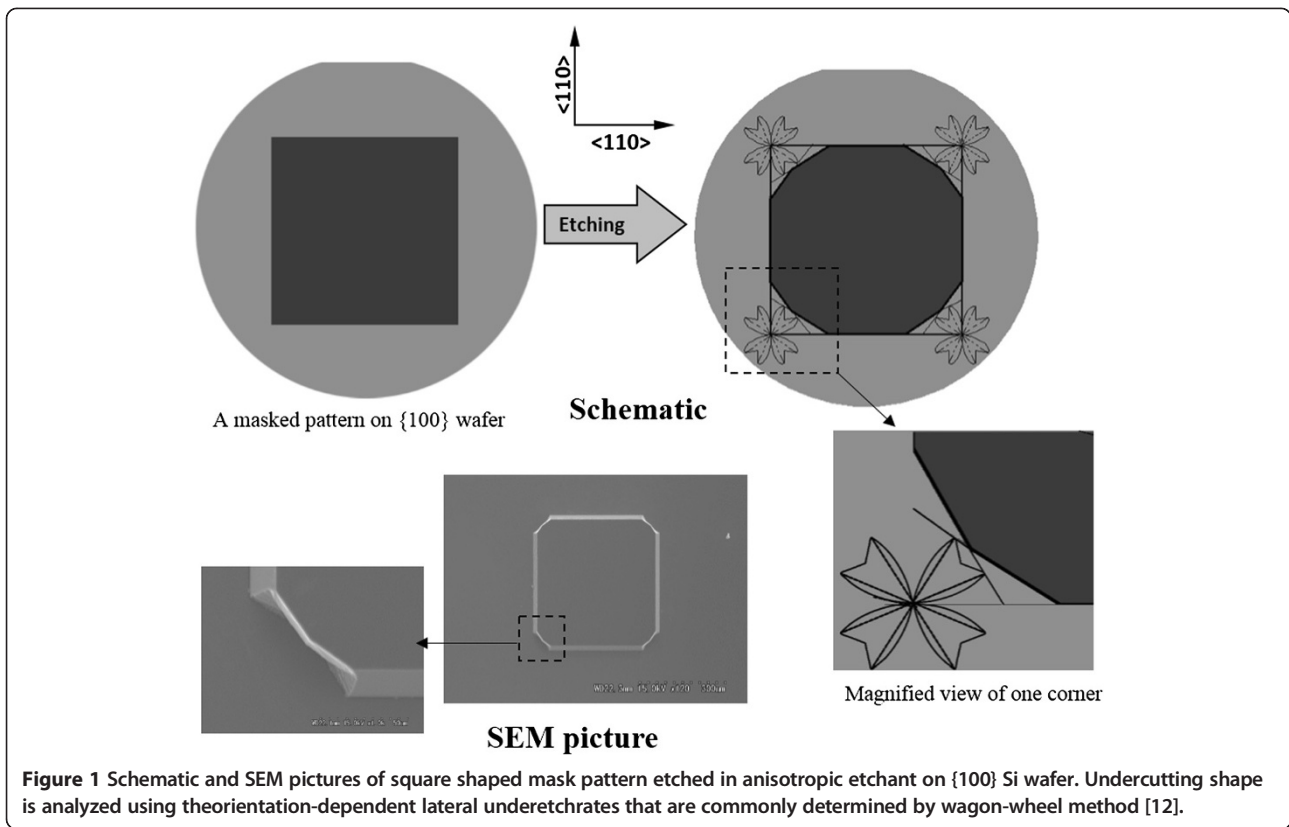 <110>
<110>
Etching
A masked pattern on {100} wafer
Schematic
Magnified view of one corner
SEM picture
Figure 1 Schematic and SEM pictures of square shaped mask pattern etched in anisotropic etchant on {100} Si wafer. Undercutting shape
is analyzed using theorientation-dependent lateral underetchrates that are commonly determined by wagon-wheel method [12].